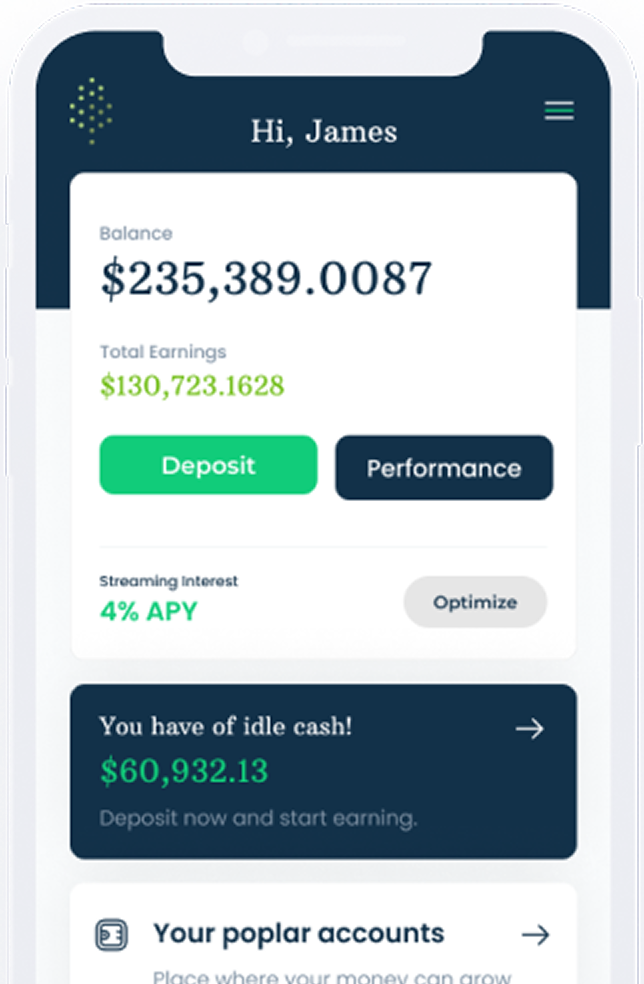 Hi, James
Balance
$235,389.0087
Total Earnings
$130,723.1628
Deposit
Performance
Streaming Interest
4% APY
Optimize
You have of idle cash!
$60,932.13
Deposit now and start earning.
Your poplar accounts
Place where your money can grow